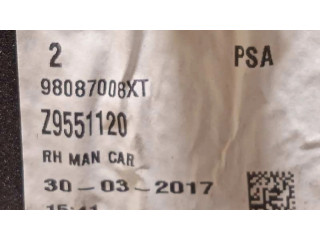 2 PSA
98087008XT
Z9551120
RH MAN CAR
30-03-2017